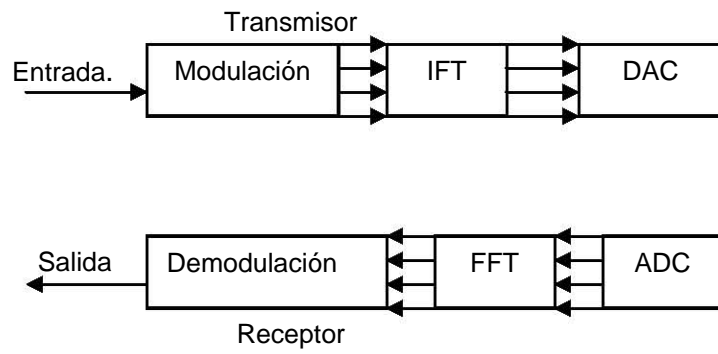 Transmisor
Entrada.
Modulación
IFT
DAC
Salida
Demodulación
FFT
ADC
Receptor